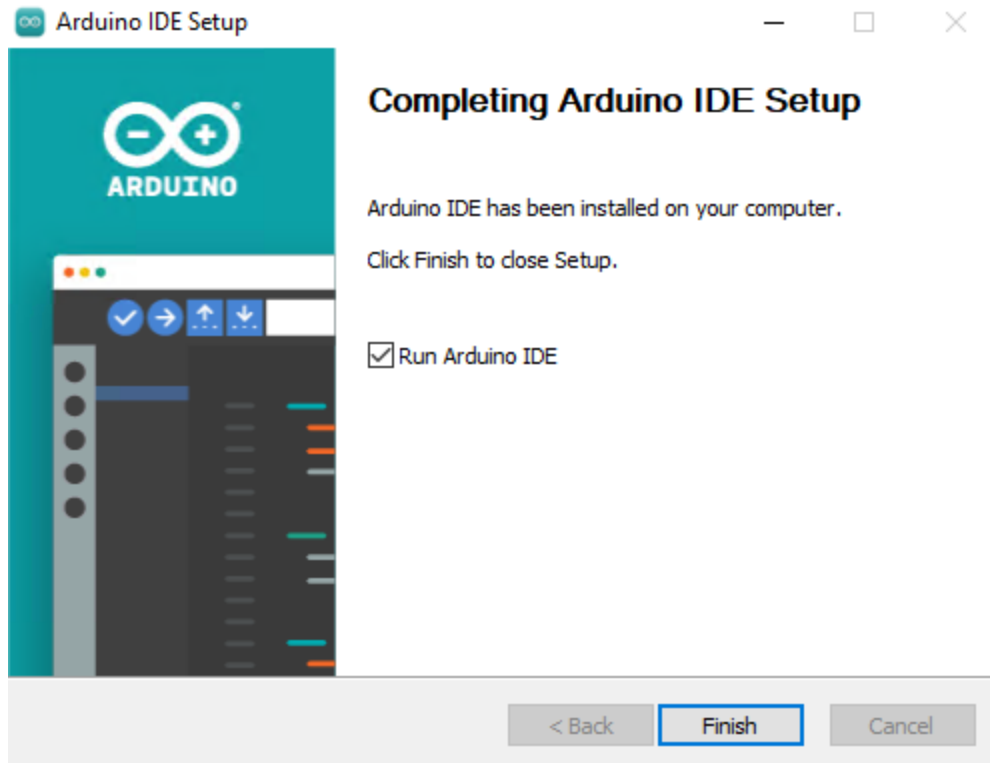 Arduino IDE Setup
ARDUINO
Completing Arduino IDE Setup
Arduino IDE has been installed on your computer.
Click Finish to close Setup.
Run Arduino IDE
< Back
Finish
Cancel